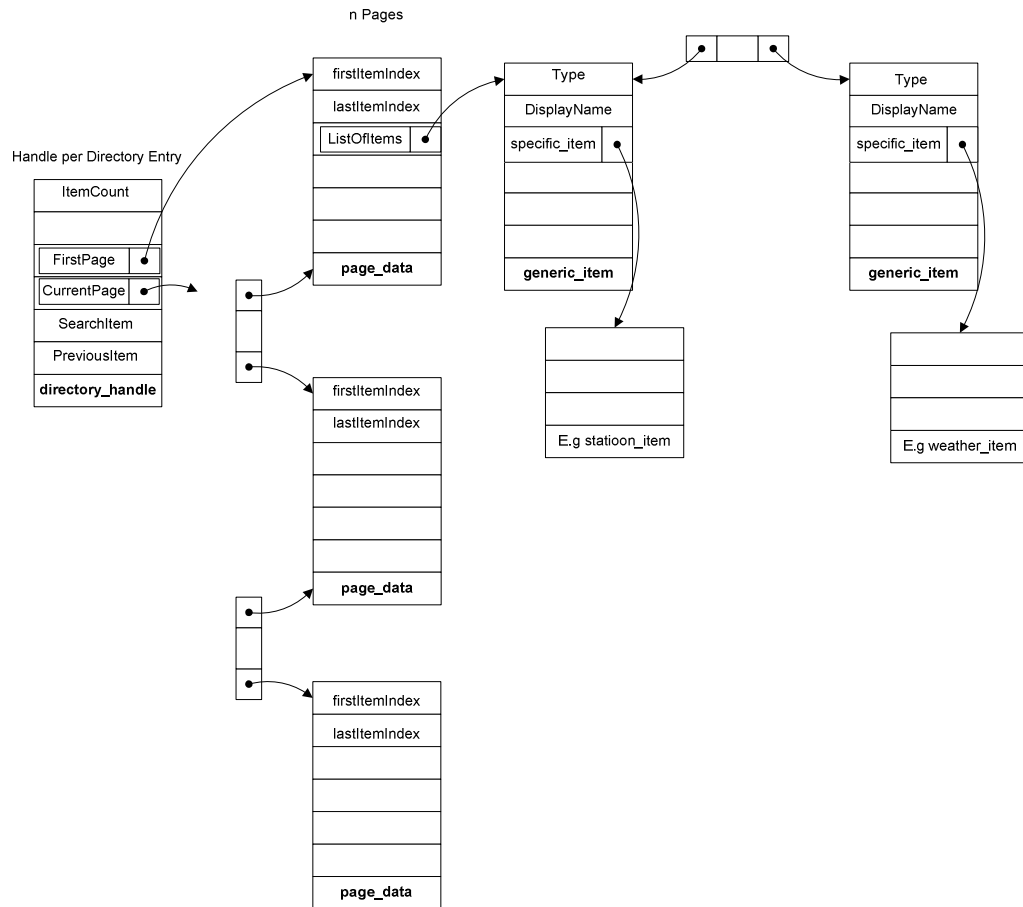 n Pages
Handle per Directory Entry
ItemCount
FirstPage
CurrentPage
SearchItem
PreviousItem
directory_handle
firstItemIndex
lastItemIndex
ListOfItems
page_data
firstItemIndex
lastItemIndex
page_data
firstItemIndex
lastItemIndex
page_data
Type
DisplayName
specific_item
generic_item
E.g statioon_item
Type
DisplayName
specific_item
generic_item
E.g weather_item